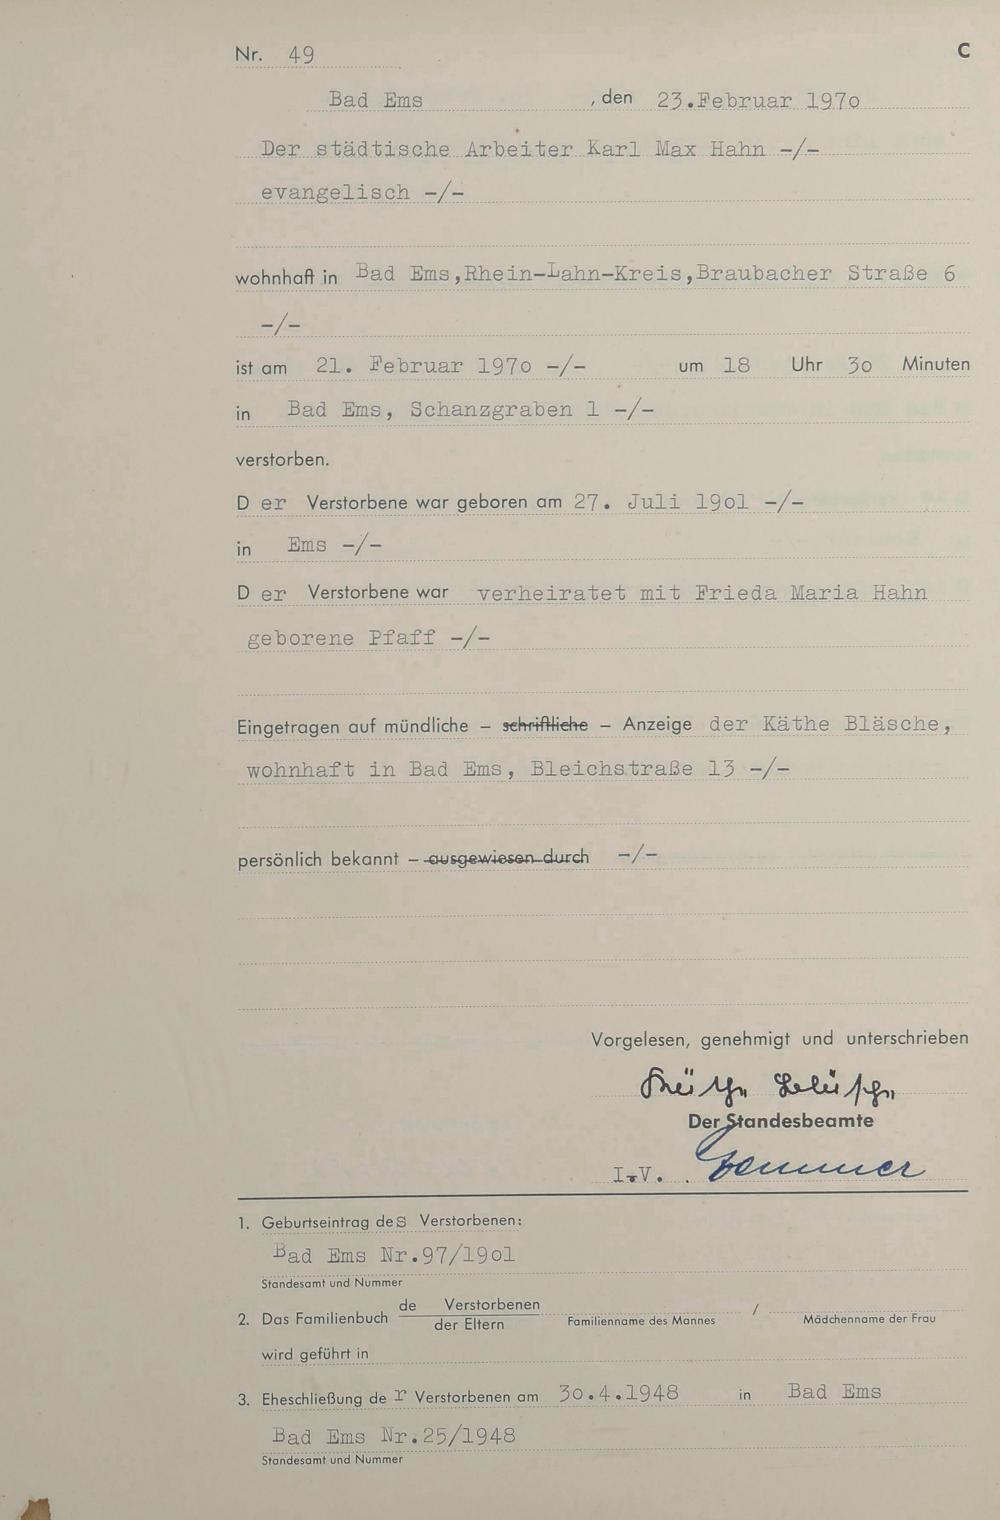 Nr. 49
C
Bad Ems , den 23.Februar 197o
Der städtische Arbeiter Karl Max Hahn -/-
evangelisch -/-
wohnhaft in Bad Ems,Rhein-Lahn-Kreis,Braubacher Straße 6
-/-
ist am 21. Februar 197o -/- um 18 Uhr 3o Minuten
in Bad Ems, Schanzgraben 1 -/-
verstorben.
D er Verstorbene war geboren am 27. Juli 19o1 -/-
in Ems -/-
D er Verstorbene war verheiratet mit Frieda Maria Hahn
geborene Pfaff -/-
Eingetragen auf mündliche – schriftliche – Anzeige der Käthe Bläsche,
wohnhaft in Bad Ems, Bleichstraße 13 -/-
persönlich bekannt – ausgewiesen durch -/-
Vorgelesen, genehmigt und unterschrieben
Käthe Bläsche
Der Standesbeamte
I.V.
1. Geburtseintrag des Verstorbenen:
Bad Ems Nr.97/19o1
Standesamt und Nummer
2. Das Familienbuch de Verstorbenen / der Eltern
Familienname des Mannes / Mädchenname der Frau
wird geführt in
3. Eheschließung de r Verstorbenen am 3o.4.1948 in Bad Ems
Bad Ems Nr.25/1948
Standesamt und Nummer